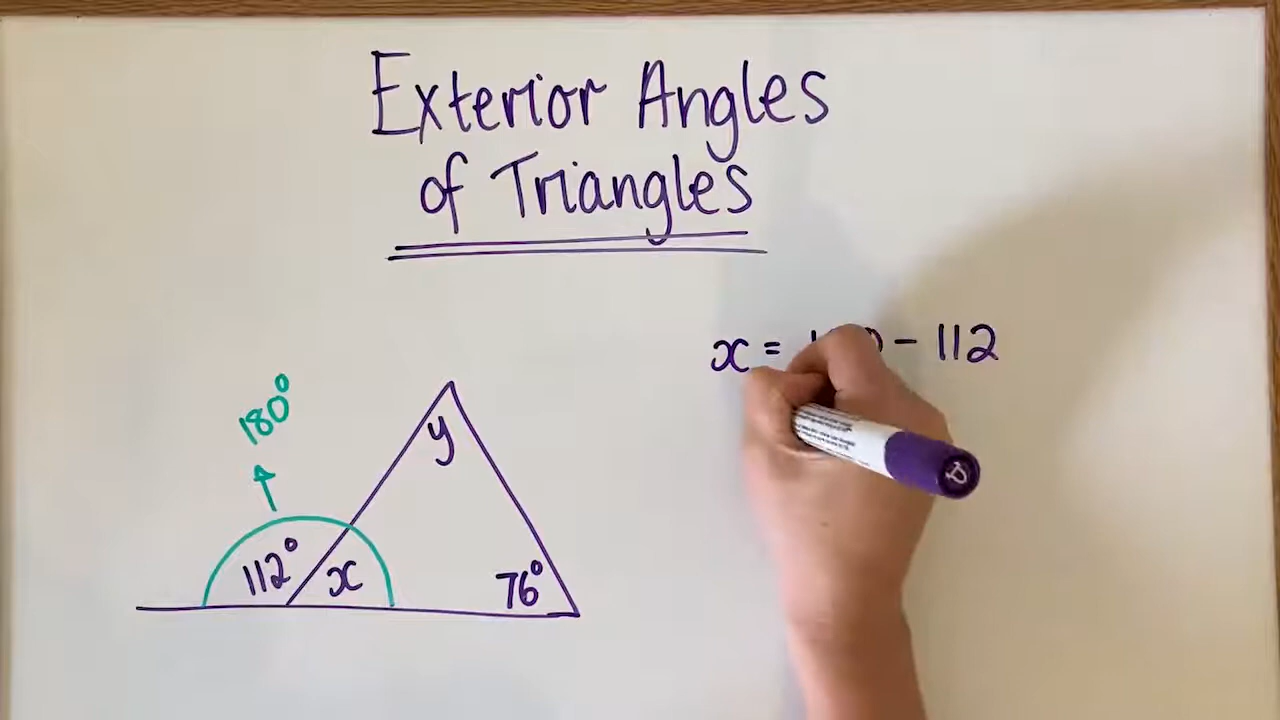 Exterior Angles
of Triangles
x = - 112
180°
y
112° x 76°